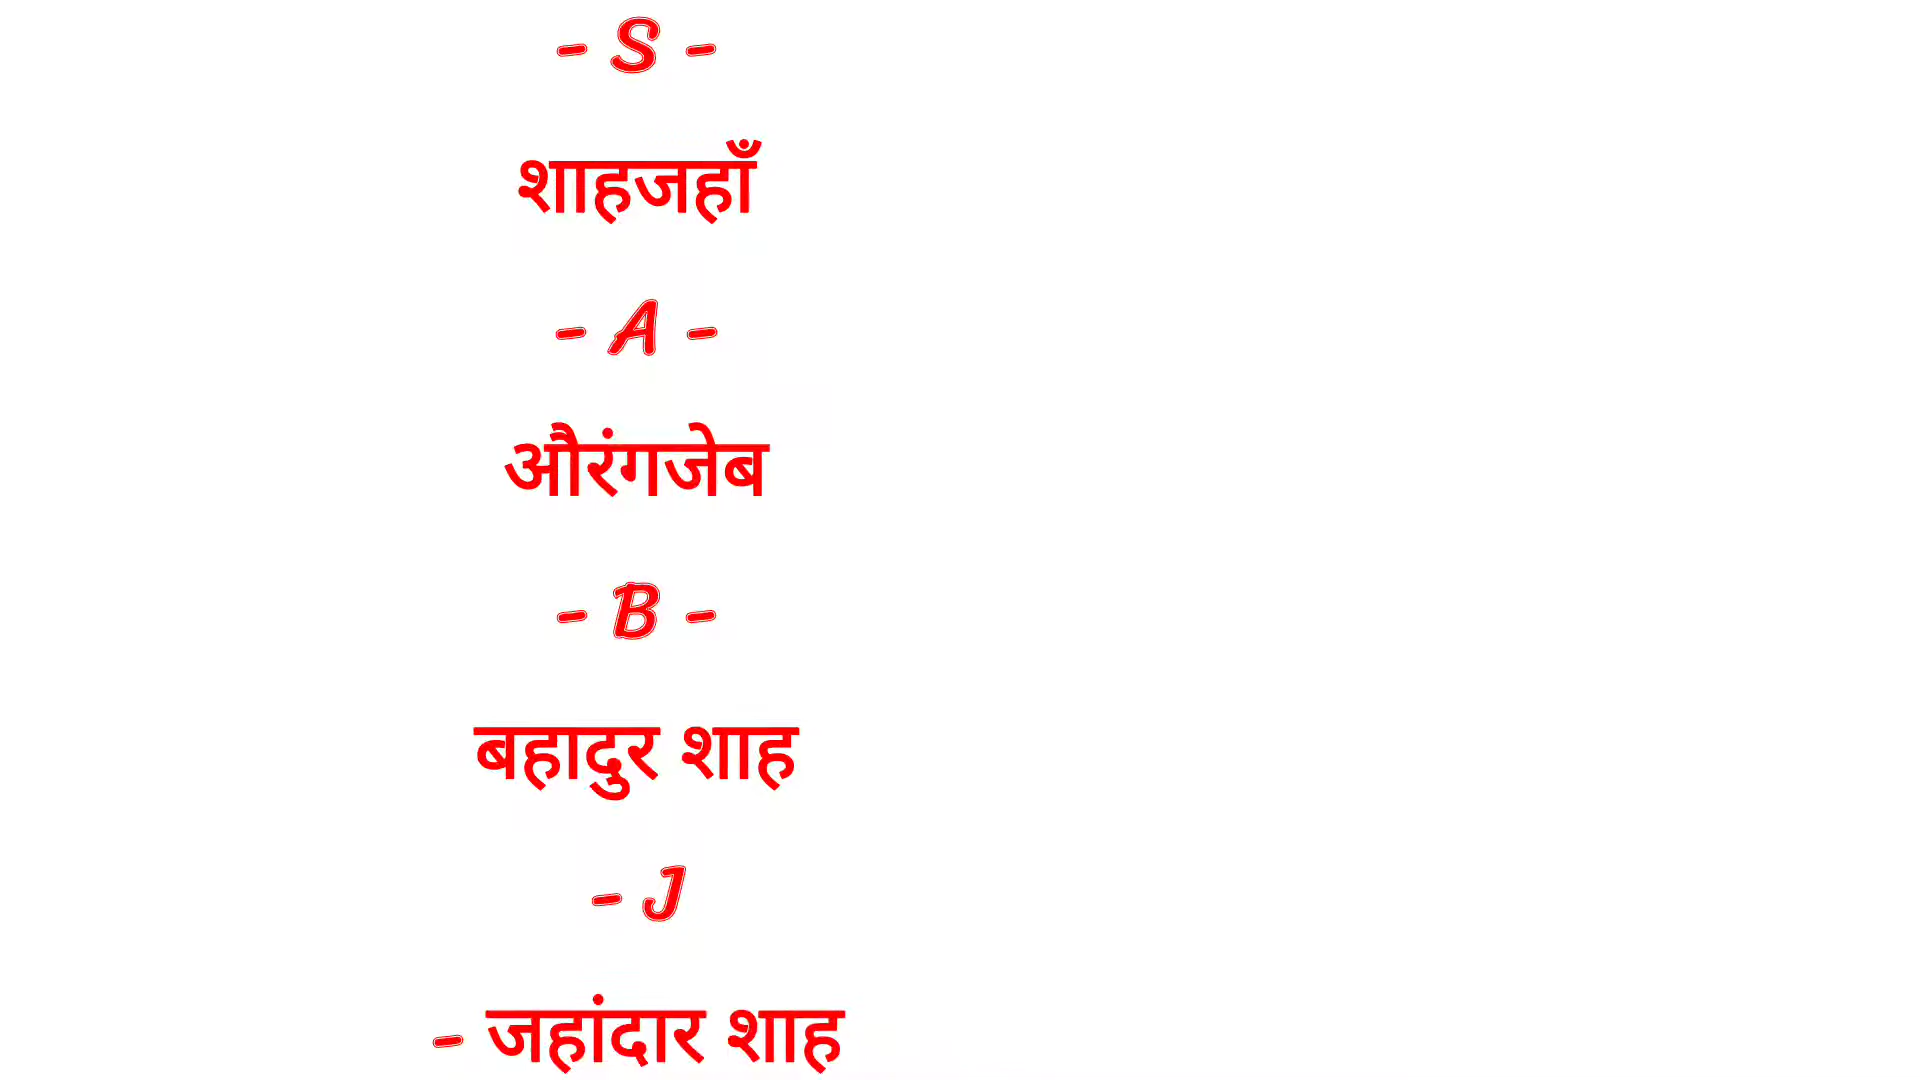 - S -
शाहजहाँ
- A -
औरंगजेब
- B -
बहादुर शाह
- J
- जहांदार शाह